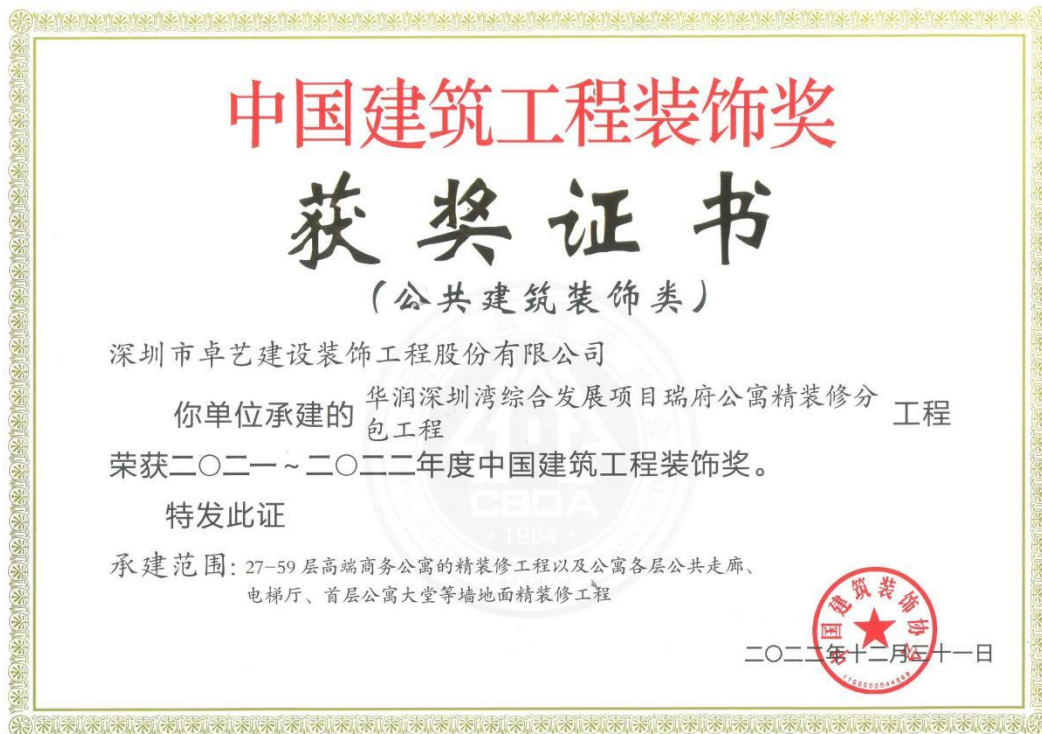 中国建筑工程装饰奖
获奖证书
（公共建筑装饰类）
深圳市卓艺建设装饰工程股份有限公司
你单位承建的 华润深圳湾综合发展项目瑞府公寓精装修分包工程 工程
荣获二〇二一～二〇二二年度中国建筑工程装饰奖。
特发此证
承建范围: 27-59 层高端商务公寓的精装修工程以及公寓各层公共走廊、
电梯厅、首层公寓大堂等墙地面精装修工程
中国建筑装饰协会
二〇二二年十二月三十一日
CBDA
·1984·